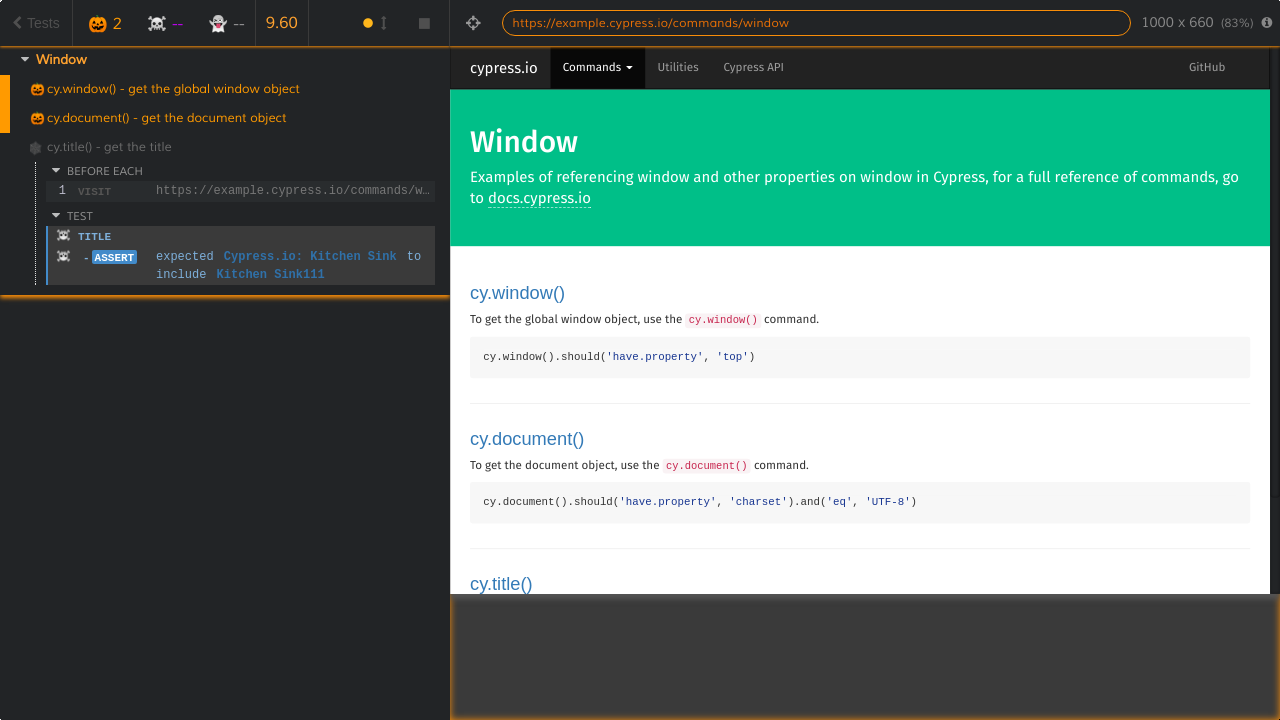 Tests 2 — -- 9.60 https://example.cypress.io/commands/window 1000 x 660 (83%)
Window
cy.window() - get the global window object
cy.document() - get the document object
cy.title() - get the title
BEFORE EACH
1 VISIT https://example.cypress.io/commands/w…
TEST
TITLE
- ASSERT expected Cypress.io: Kitchen Sink to
include Kitchen Sink111
cypress.io Commands Utilities Cypress API GitHub
Window
Examples of referencing window and other properties on window in Cypress, for a full reference of commands, go
to docs.cypress.io
cy.window()
To get the global window object, use the cy.window() command.
cy.window().should('have.property', 'top')
cy.document()
To get the document object, use the cy.document() command.
cy.document().should('have.property', 'charset').and('eq', 'UTF-8')
cy.title()